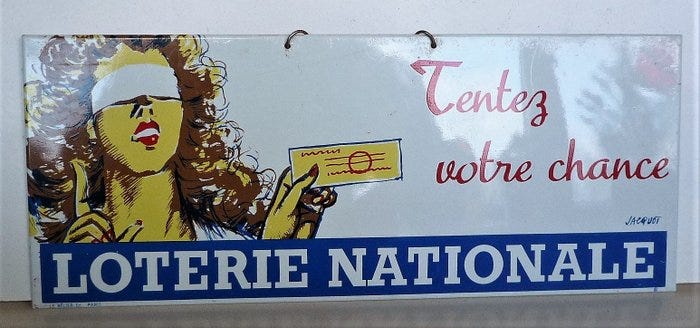 Tentez
votre chance
JACQUOT
LOTERIE NATIONALE